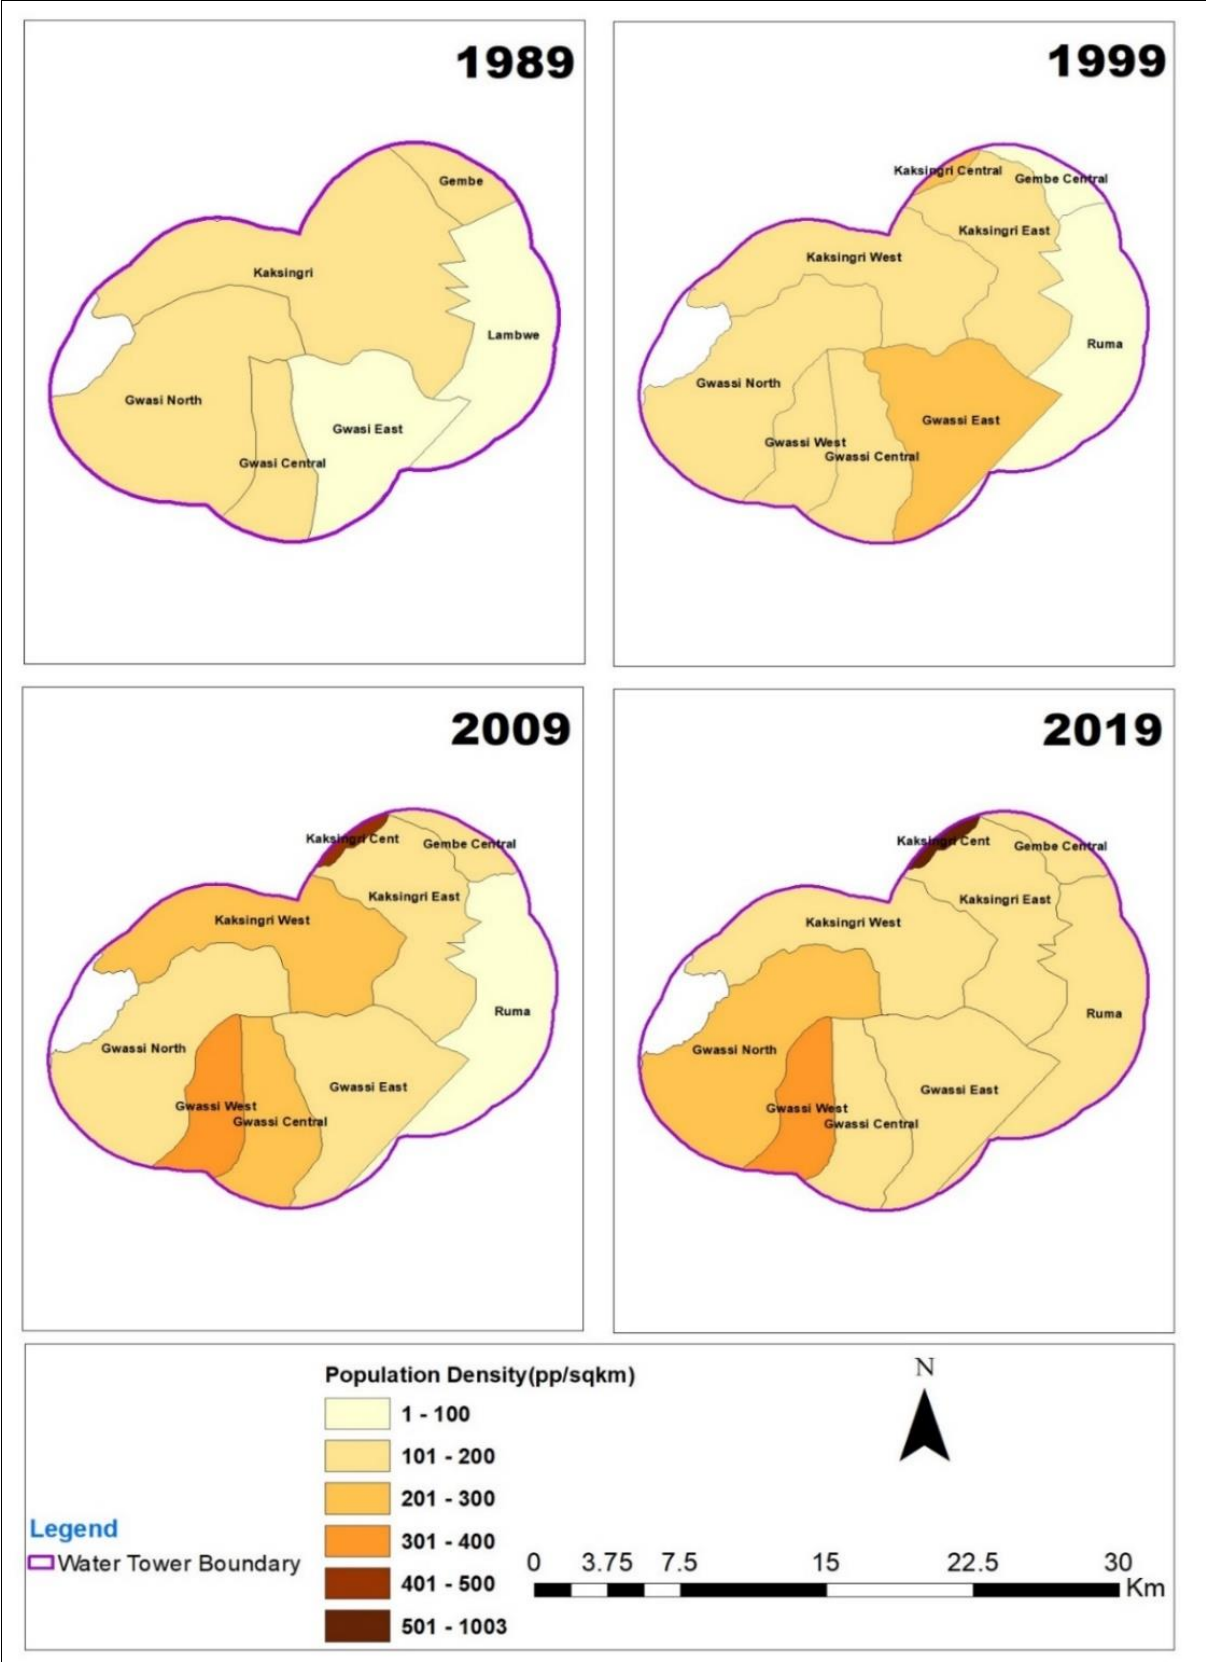 1989
Gembe
Kaksingri
Lambwe
Gwasi North
Gwasi East
Gwasi Central
1999
Kaksingri Central
Gembe Central
Kaksingri East
Kaksingri West
Ruma
Gwassi North
Gwassi East
Gwassi West
Gwassi Central
2009
Kaksingri Cent
Gembe Central
Kaksingri East
Kaksingri West
Ruma
Gwassi North
Gwassi East
Gwassi West
Gwassi Central
2019
Kaksingri Cent
Gembe Central
Kaksingri East
Kaksingri West
Ruma
Gwassi North
Gwassi East
Gwassi West
Gwassi Central
Legend
Water Tower Boundary
Population Density(pp/sqkm)
1 - 100
101 - 200
201 - 300
301 - 400
401 - 500
501 - 1003
N
0 3.75 7.5 15 22.5 30
Km